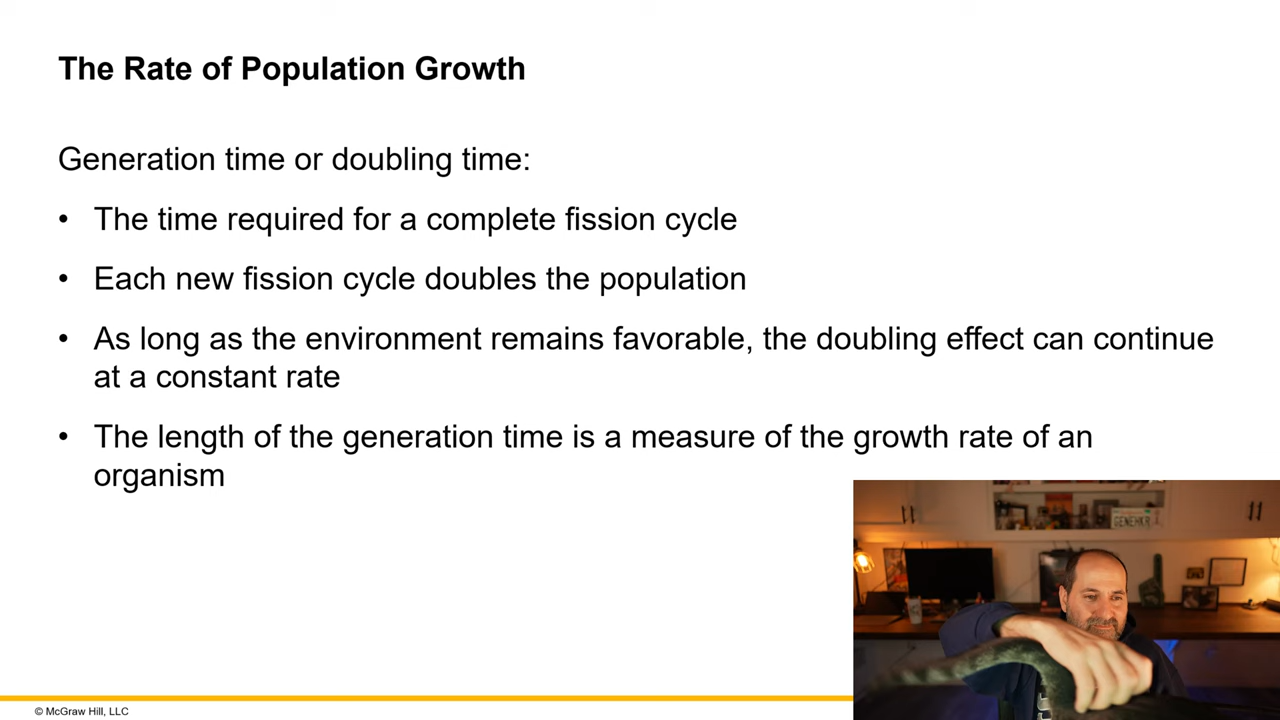 The Rate of Population Growth
Generation time or doubling time:
• The time required for a complete fission cycle
• Each new fission cycle doubles the population
• As long as the environment remains favorable, the doubling effect can continue
at a constant rate
• The length of the generation time is a measure of the growth rate of an
organism
GENEHKR
© McGraw Hill, LLC